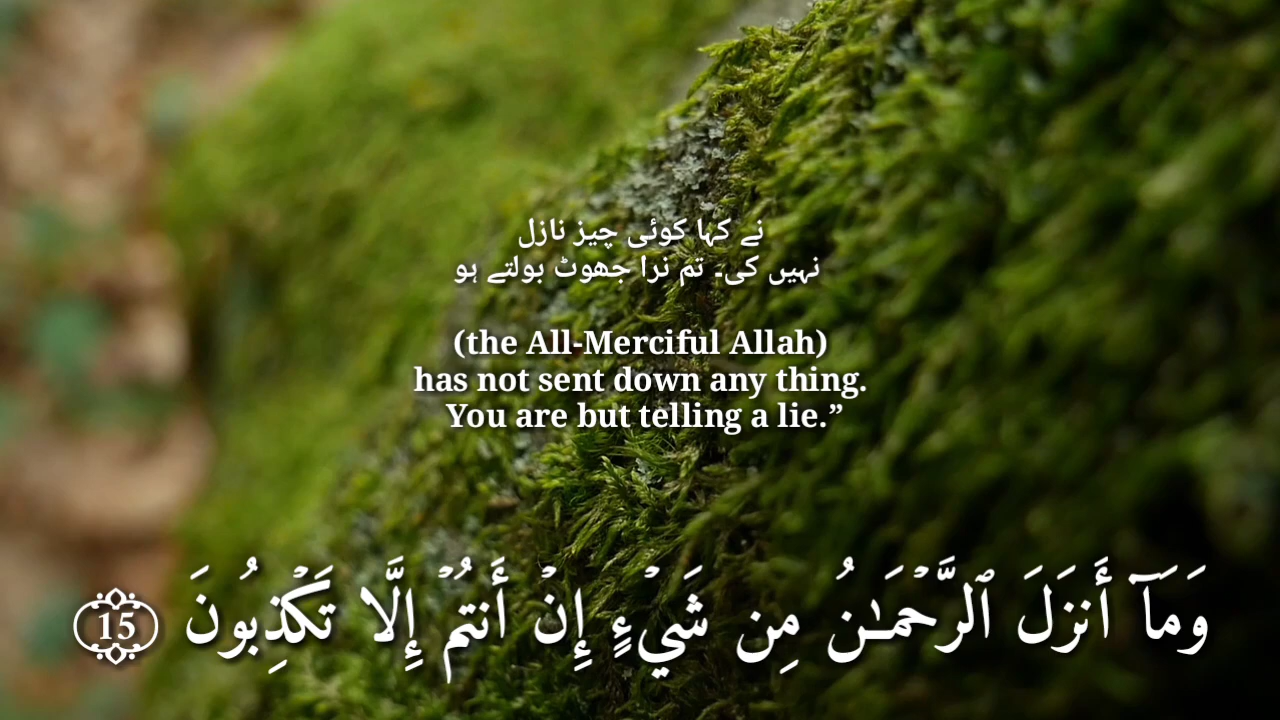 نے کہا کوئی چیز نازل
نہیں کی۔ تم نرا جھوٹ بولتے ہو
(the All-Merciful Allah)
has not sent down any thing.
You are but telling a lie.”
وَمَآ أَنزَلَ ٱلرَّحْمَـٰنُ مِن شَيْءٍ إِنْ أَنتُمْ إِلَّا تَكْذِبُونَ 15